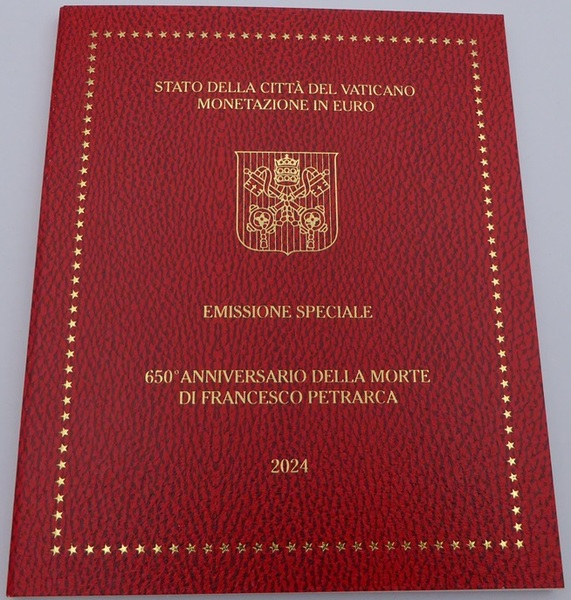 STATO DELLA CITTÀ DEL VATICANO
MONETAZIONE IN EURO
EMISSIONE SPECIALE
650° ANNIVERSARIO DELLA MORTE
DI FRANCESCO PETRARCA
2024